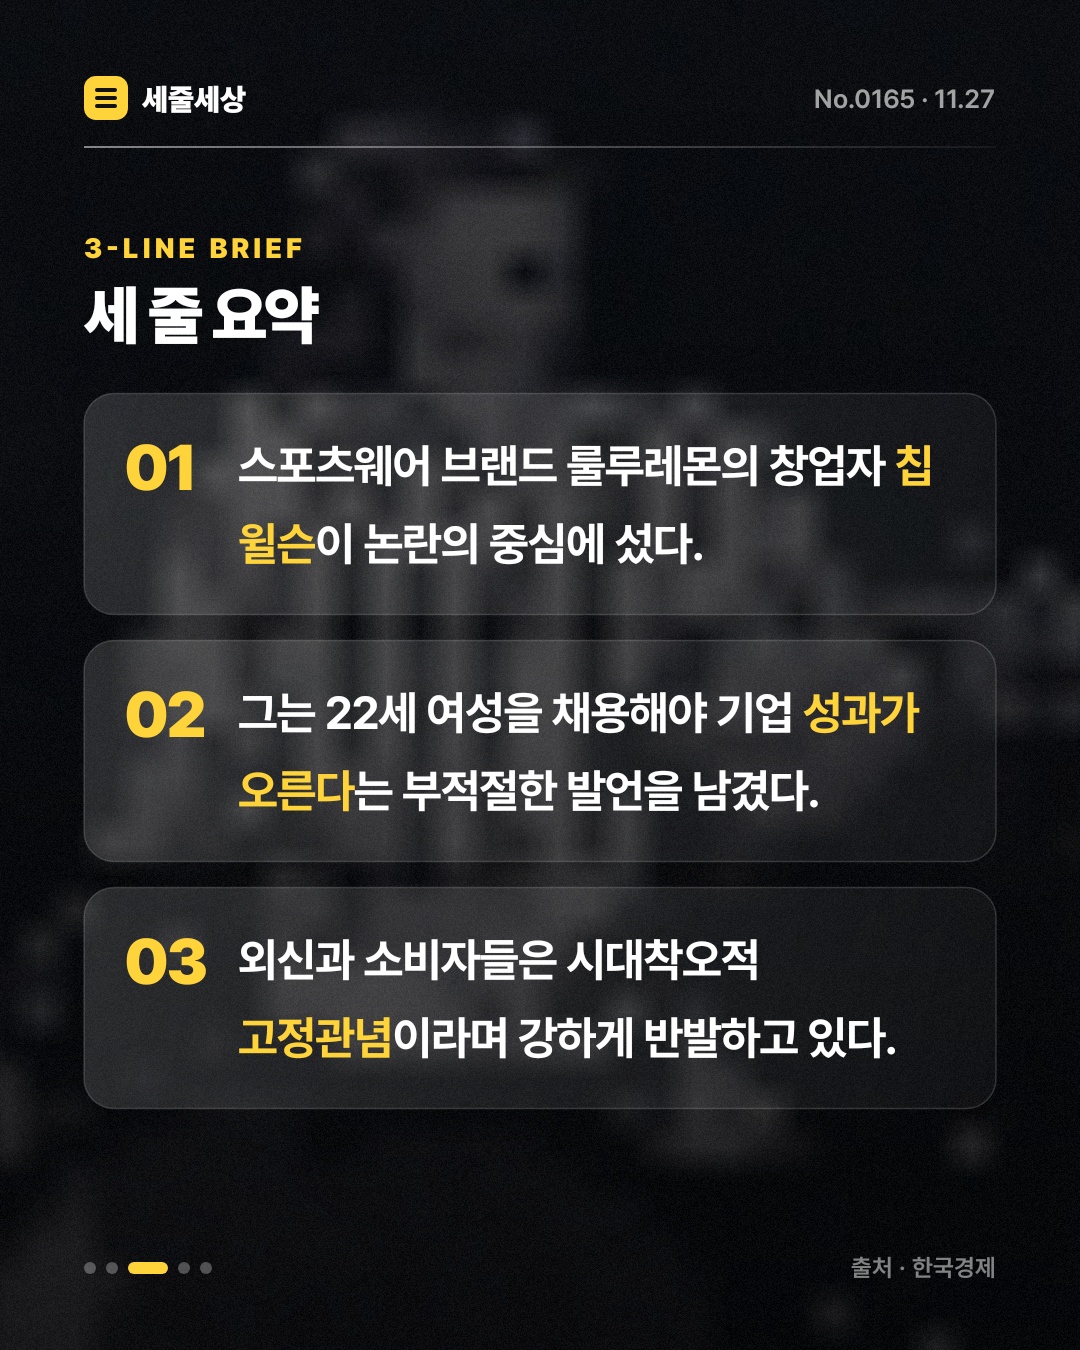 세줄세상
No.0165 · 11.27
3-LINE BRIEF
세 줄 요약
01
스포츠웨어 브랜드 룰루레몬의 창업자 칩
윌슨이 논란의 중심에 섰다.
02
그는 22세 여성을 채용해야 기업 성과가
오른다는 부적절한 발언을 남겼다.
03
외신과 소비자들은 시대착오적
고정관념이라며 강하게 반발하고 있다.
출처 · 한국경제